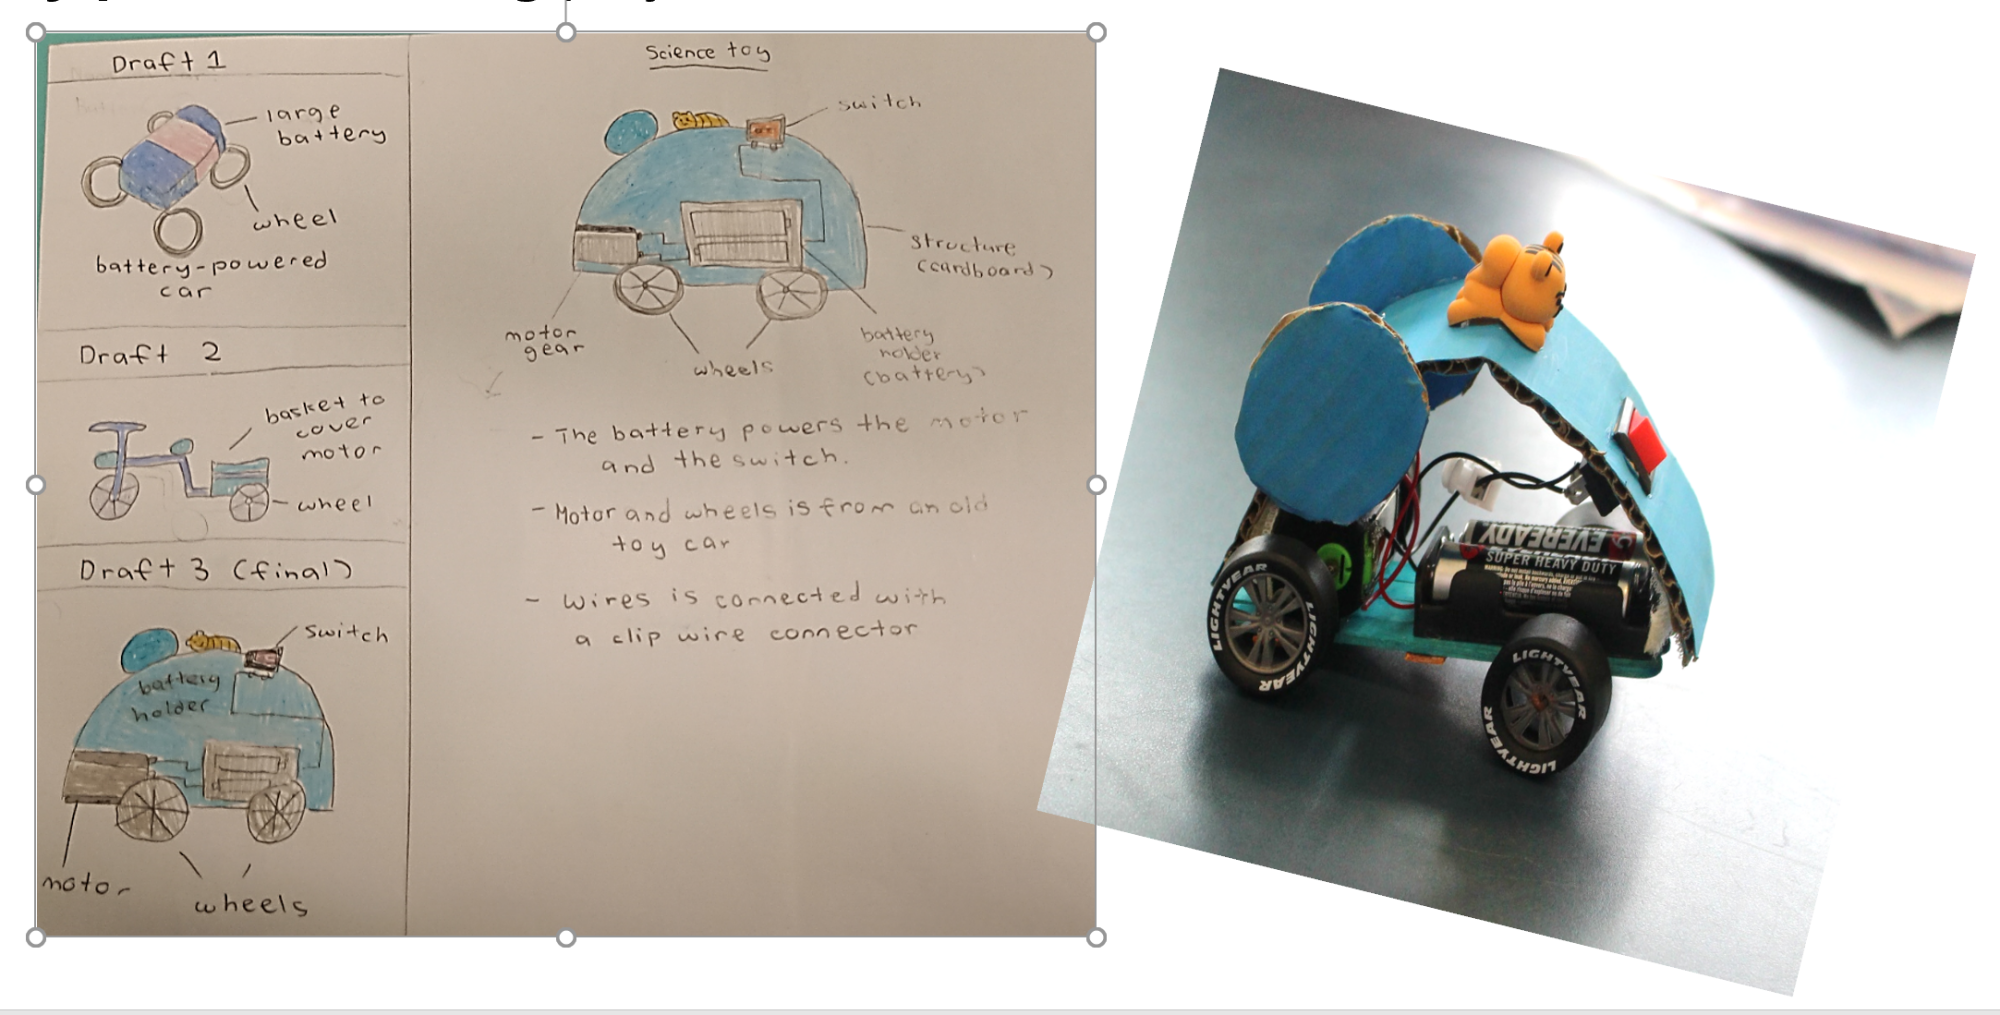 Draft 1
large
battery
wheel
battery-powered
car
Draft 2
basket to
cover
motor
wheel
Draft 3 (final)
switch
battery
holder
motor
wheels
Science toy
switch
structure
(cardboard)
motor
gear
wheels
battery
holder
(battery)
- The battery powers the motor
and the switch.
- Motor and wheels is from an old
toy car
- Wires is connected with
a clip wire connector
EVEREADY
SUPER HEAVY DUTY
LIGHTYEAR
LIGHTYEAR
LIGHTYEAR
LIGHTYEAR
LIGHTYEAR
LIGHTYEAR